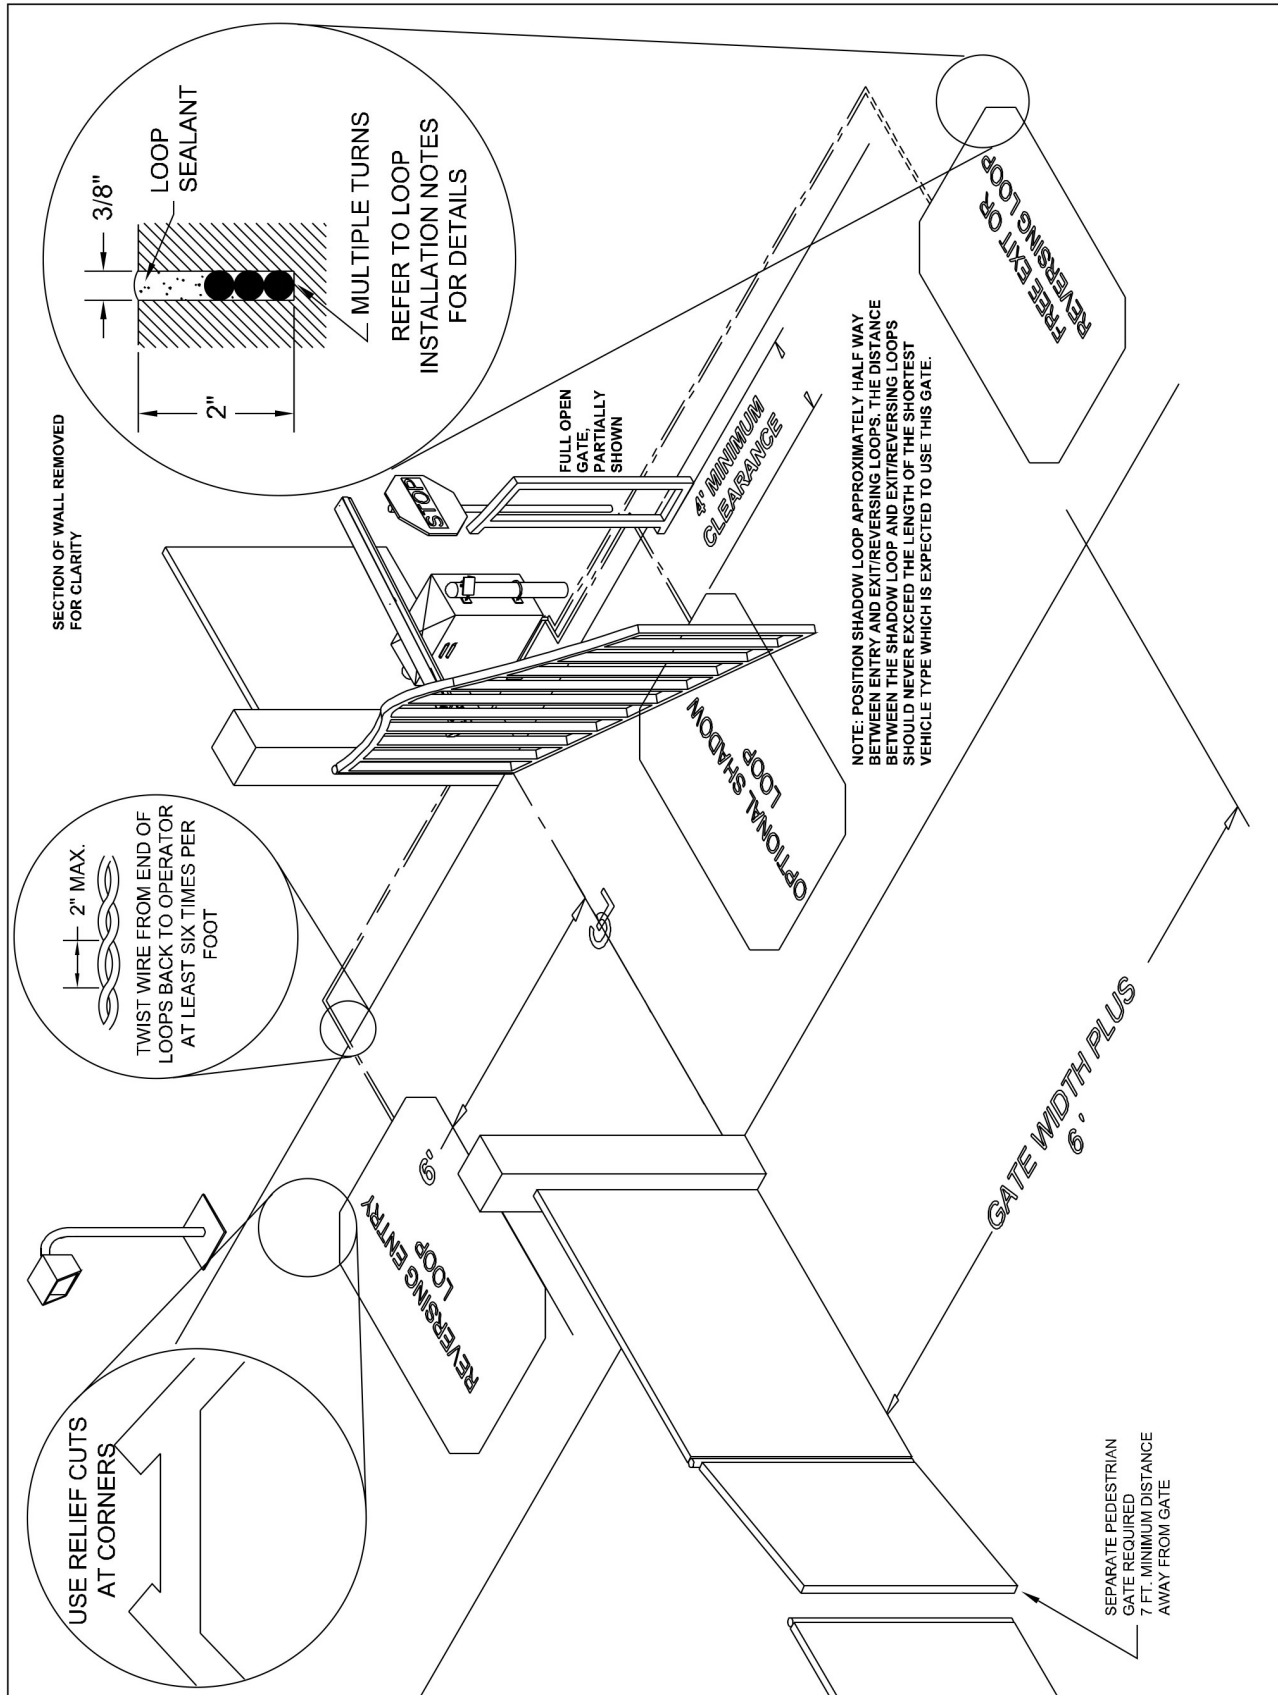 SECTION OF WALL REMOVED
FOR CLARITY
3/8"
LOOP
SEALANT
2"
MULTIPLE TURNS
REFER TO LOOP
INSTALLATION NOTES
FOR DETAILS
2" MAX.
TWIST WIRE FROM END OF
LOOPS BACK TO OPERATOR
AT LEAST SIX TIMES PER
FOOT
USE RELIEF CUTS
AT CORNERS
STOP
FULL OPEN
GATE,
PARTIALLY
SHOWN
4' MINIMUM
CLEARANCE
FREE EXIT OR
REVERSING LOOP
OPTIONAL SHADOW
LOOP
CL
6'
REVERSING ENTRY
LOOP
NOTE: POSITION SHADOW LOOP APPROXIMATELY HALF WAY
BETWEEN ENTRY AND EXIT/REVERSING LOOPS. THE DISTANCE
BETWEEN THE SHADOW LOOP AND EXIT/REVERSING LOOPS
SHOULD NEVER EXCEED THE LENGTH OF THE SHORTEST
VEHICLE TYPE WHICH IS EXPECTED TO USE THIS GATE.
GATE WIDTH PLUS
6'
SEPARATE PEDESTRIAN
GATE REQUIRED
7 FT. MINIMUM DISTANCE
AWAY FROM GATE